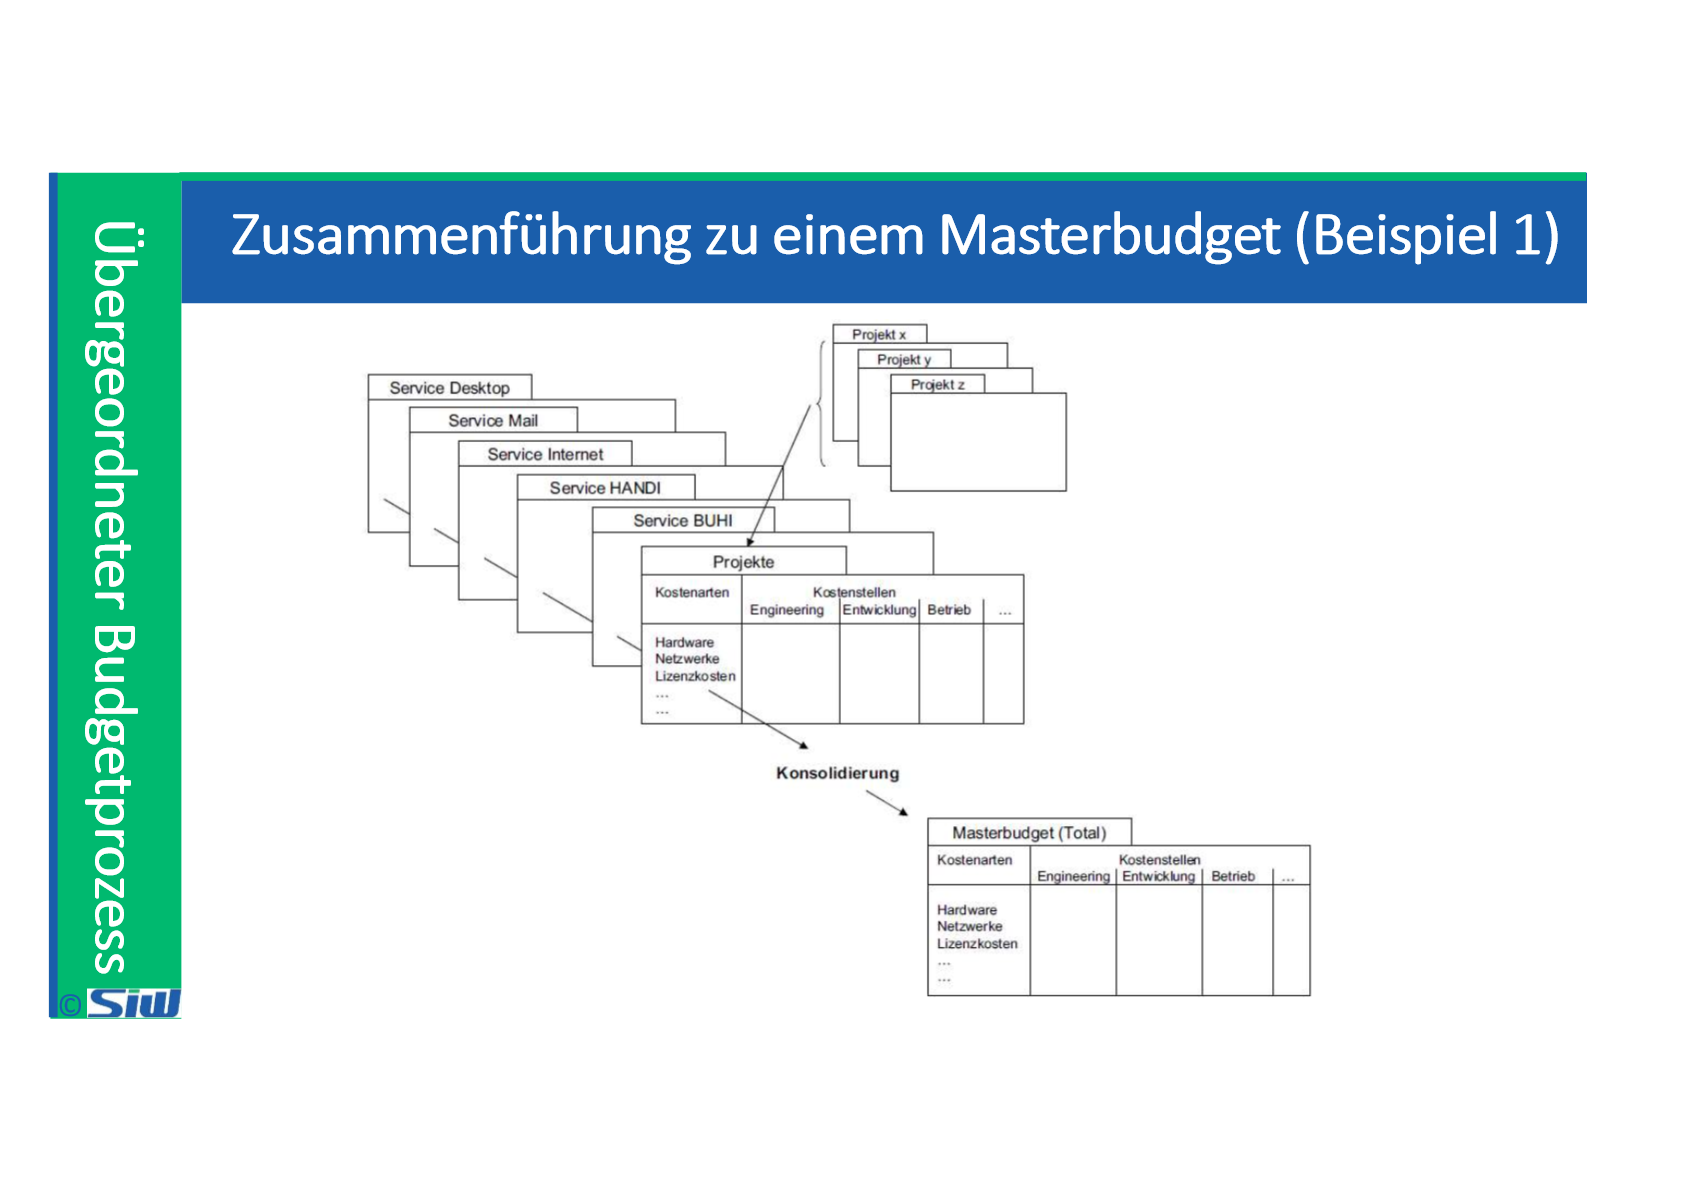 Zusammenführung zu einem Masterbudget (Beispiel 1)
Übergeordneter Budgetprozess
© SiW
Projekt x
Projekt y
Projekt z
Service Desktop
Service Mail
Service Internet
Service HANDI
Service BUHI
Projekte
Kostenarten Kostenstellen
Engineering Entwicklung Betrieb ...
Hardware
Netzwerke
Lizenzkosten
...
...
Konsolidierung
Masterbudget (Total)
Kostenarten Kostenstellen
Engineering Entwicklung Betrieb ...
Hardware
Netzwerke
Lizenzkosten
...
...